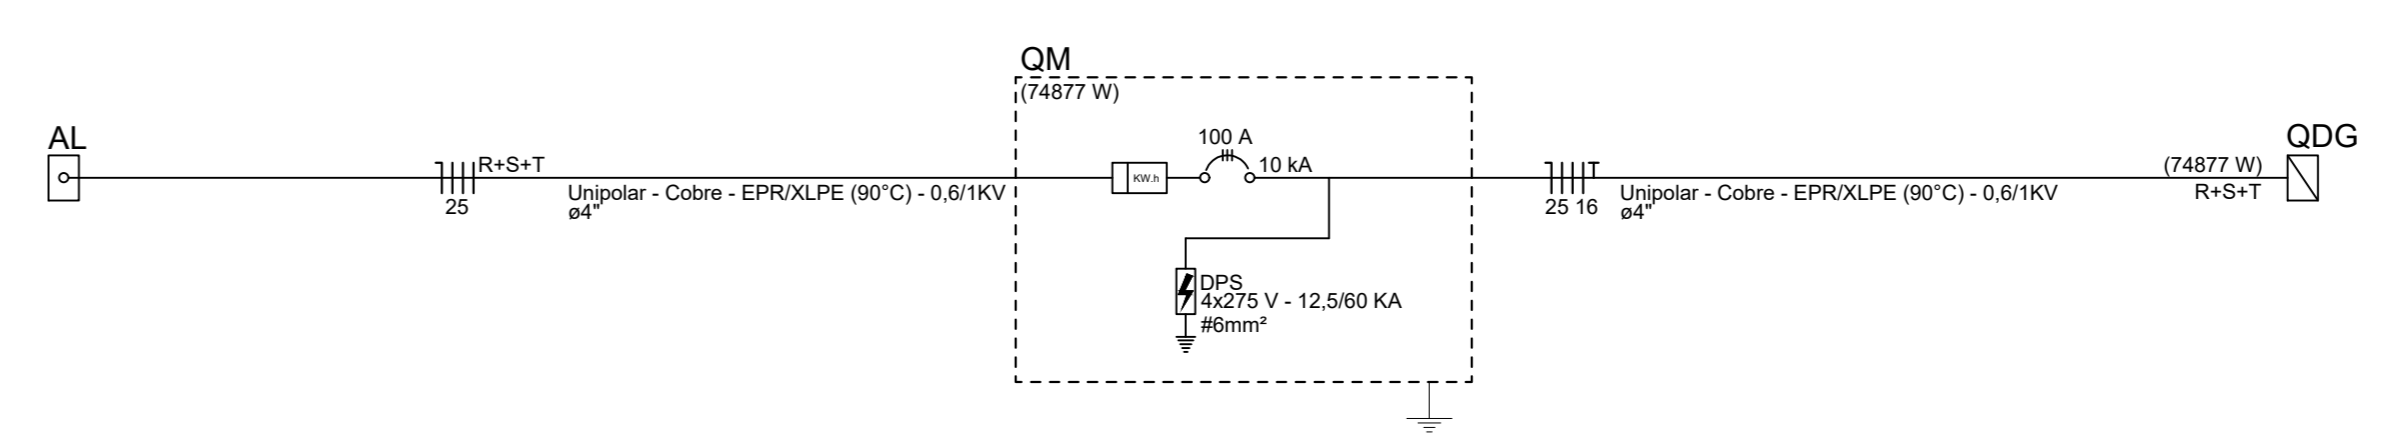 AL
R+S+T
25
Unipolar - Cobre - EPR/XLPE (90°C) - 0,6/1KV
ø4"
QM
(74877 W)
KW.h
100 A
10 kA
DPS
4x275 V - 12,5/60 KA
#6mm²
25 16
Unipolar - Cobre - EPR/XLPE (90°C) - 0,6/1KV
ø4"
QDG
(74877 W)
R+S+T